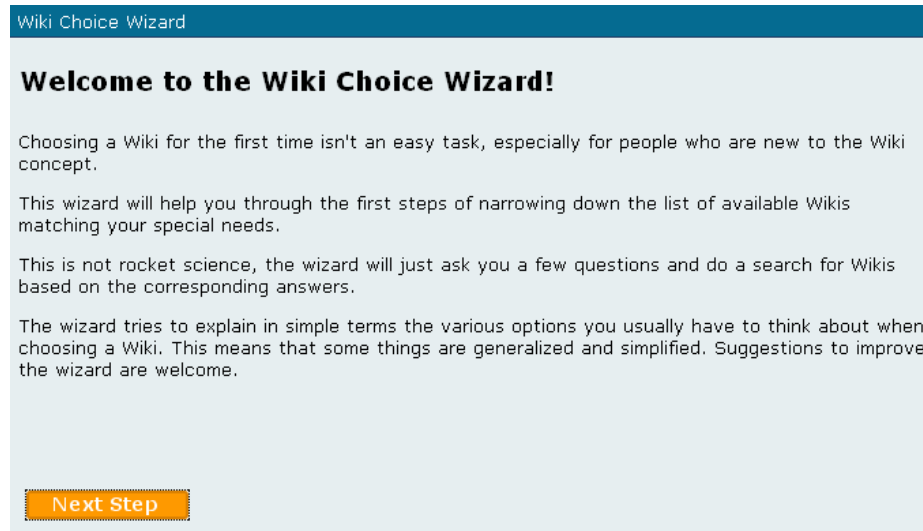 Wiki Choice Wizard
Welcome to the Wiki Choice Wizard!
Choosing a Wiki for the first time isn't an easy task, especially for people who are new to the Wiki
concept.
This wizard will help you through the first steps of narrowing down the list of available Wikis
matching your special needs.
This is not rocket science, the wizard will just ask you a few questions and do a search for Wikis
based on the corresponding answers.
The wizard tries to explain in simple terms the various options you usually have to think about when
choosing a Wiki. This means that some things are generalized and simplified. Suggestions to improve
the wizard are welcome.
Next Step